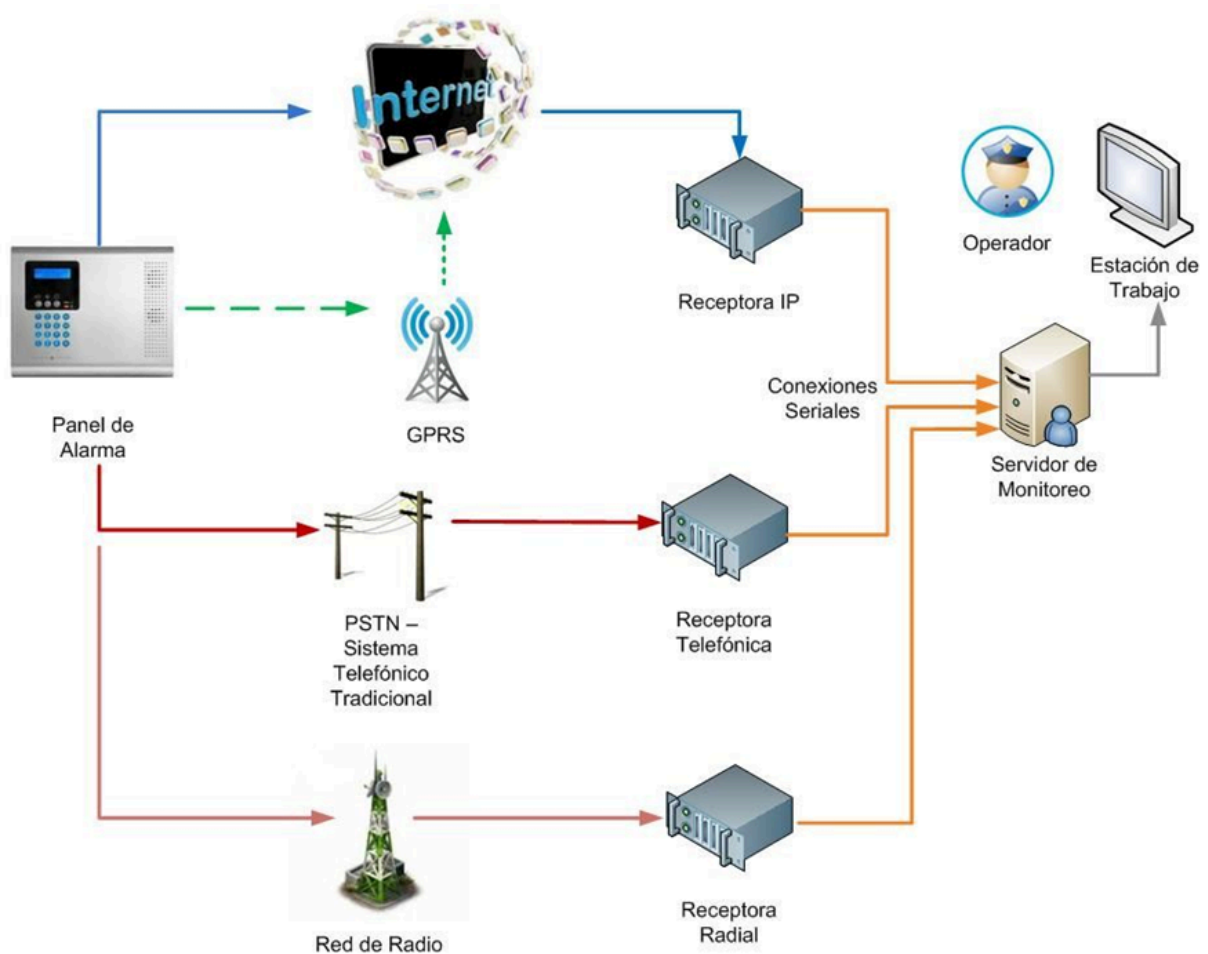 Internet
Operador
Estación de
Trabajo
Receptora IP
Conexiones
Seriales
Panel de
Alarma
GPRS
Servidor de
Monitoreo
PSTN –
Sistema
Telefónico
Tradicional
Receptora
Telefónica
Receptora
Radial
Red de Radio